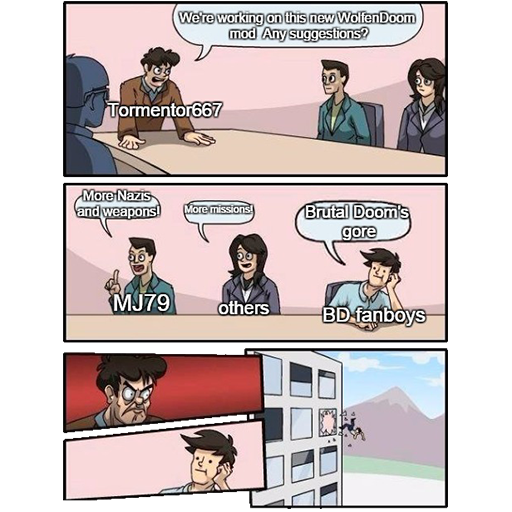 We're working on this new WolfenDoom
mod  Any suggestions?
Tormentor667
More Nazis
and weapons!
More missions!
Brutal Doom's
gore
MJ79
others
BD fanboys